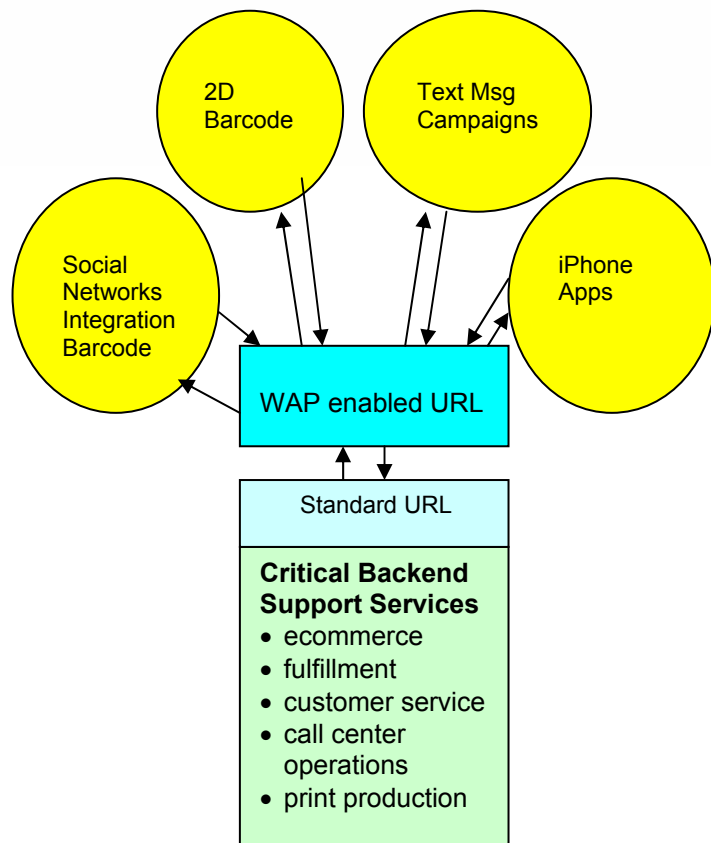 2D
Barcode
Text Msg
Campaigns
Social
Networks
Integration
Barcode
iPhone
Apps
WAP enabled URL
Standard URL
Critical Backend
Support Services
• ecommerce
• fulfillment
• customer service
• call center
operations
• print production